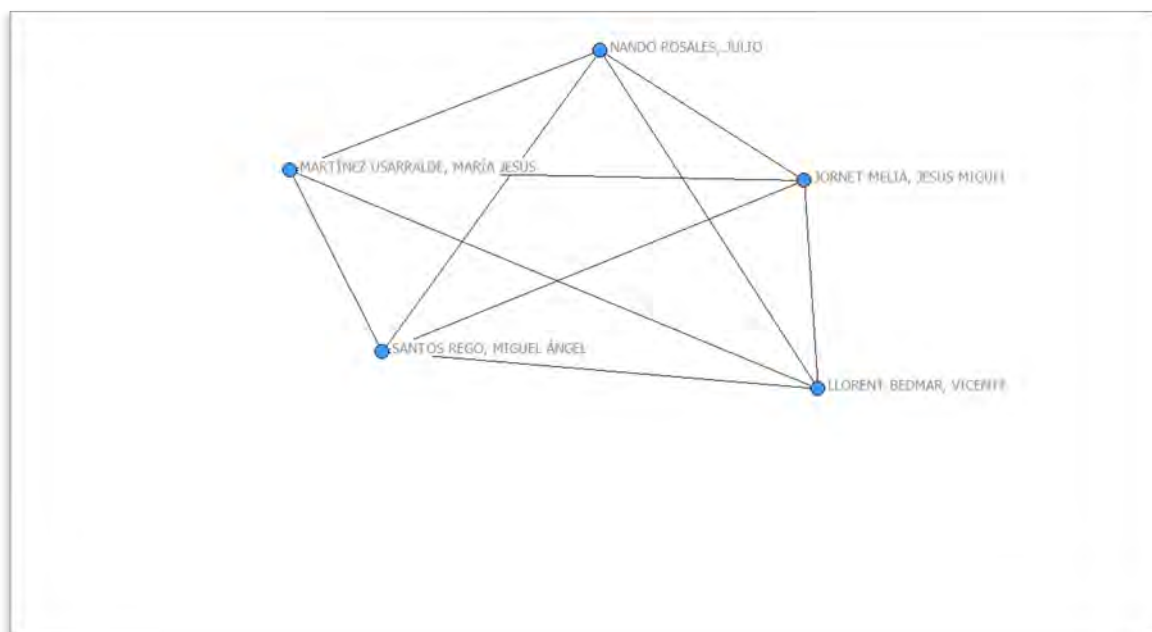 NANDO ROSALES, JULIO
MARTÍNEZ USARRALDE, MARÍA JESÚS
JORNET MELIÁ, JESÚS MIGUEL
SANTOS REGO, MIGUEL ÁNGEL
LLORENT BEDMAR, VICENTE